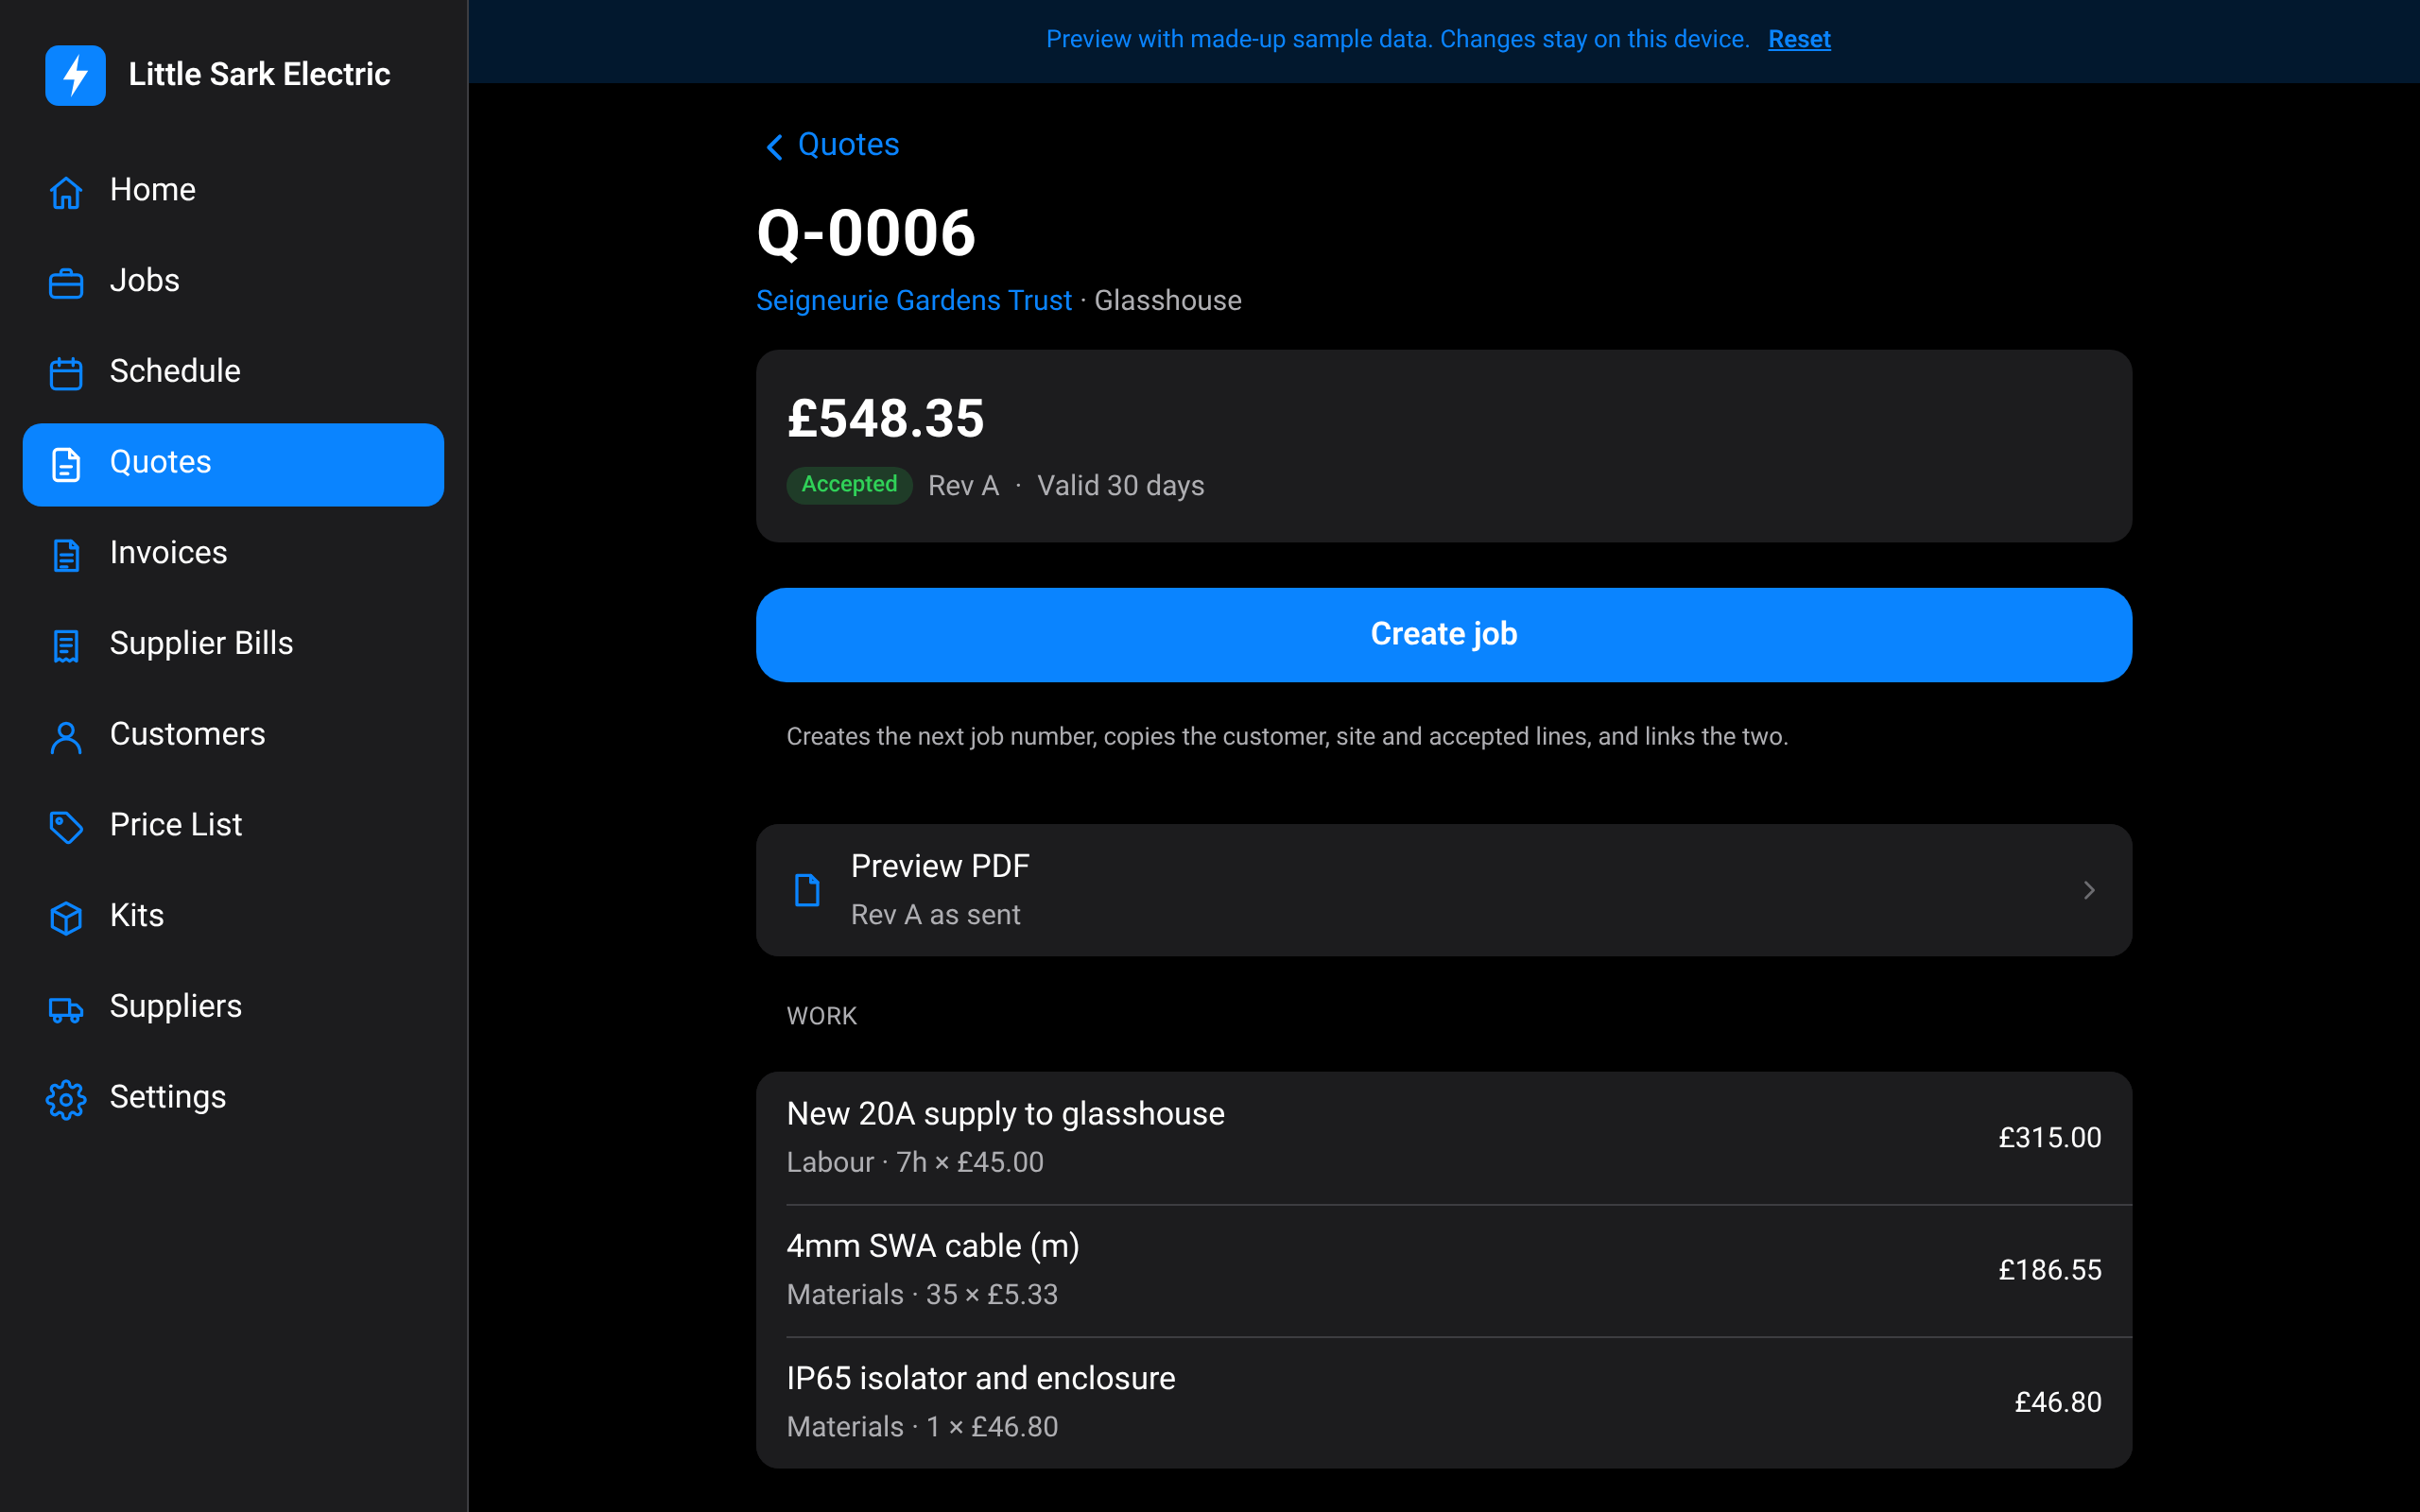 Little Sark Electric
Home
Jobs
Schedule
Quotes
Invoices
Supplier Bills
Customers
Price List
Kits
Suppliers
Settings
Preview with made-up sample data. Changes stay on this device. Reset
Quotes
Q-0006
Seigneurie Gardens Trust · Glasshouse
£548.35
Accepted Rev A · Valid 30 days
Create job
Creates the next job number, copies the customer, site and accepted lines, and links the two.
Preview PDF
Rev A as sent
WORK
New 20A supply to glasshouse
Labour · 7h × £45.00
£315.00
4mm SWA cable (m)
Materials · 35 × £5.33
£186.55
IP65 isolator and enclosure
Materials · 1 × £46.80
£46.80